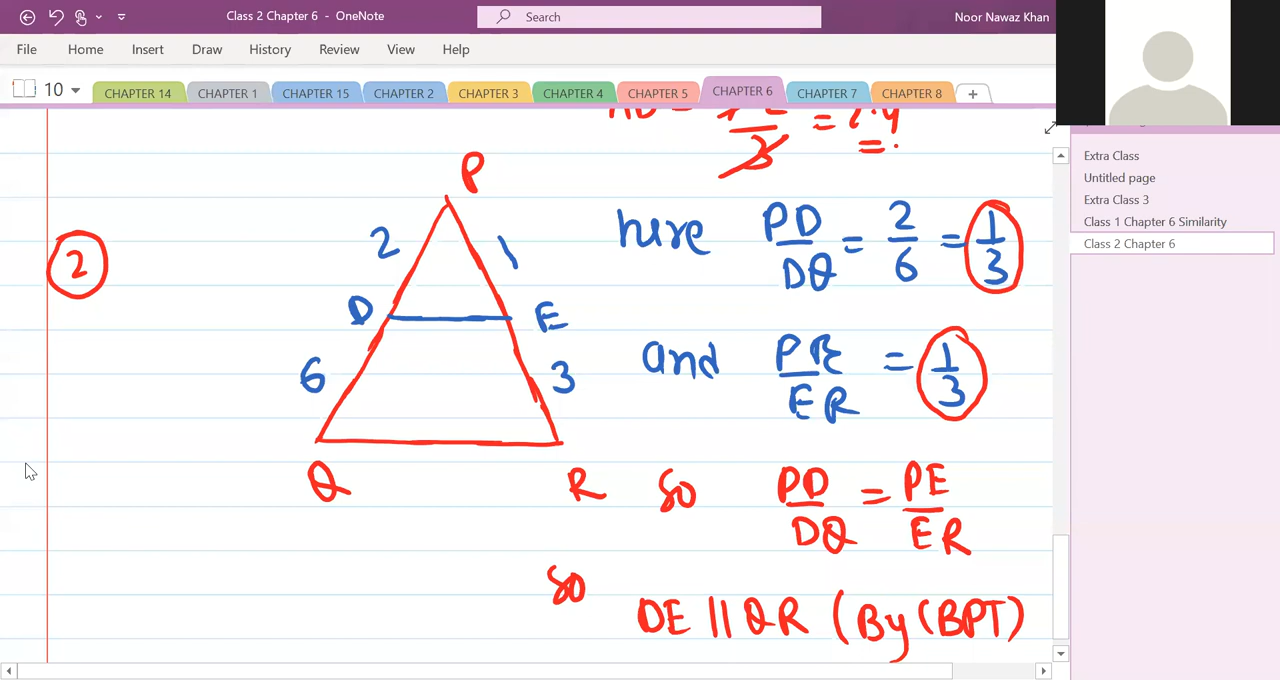 Class 2 Chapter 6 - OneNote
Search
Noor Nawaz Khan
File Home Insert Draw History Review View Help
10 CHAPTER 14 CHAPTER 1 CHAPTER 15 CHAPTER 2 CHAPTER 3 CHAPTER 4 CHAPTER 5 CHAPTER 6 CHAPTER 7 CHAPTER 8 +
Extra Class
Untitled page
Extra Class 3
Class 1 Chapter 6 Similarity
Class 2 Chapter 6
= 2.4
2
P
2 1
D E
6 3
Q R
here PD/DQ = 2/6 = 1/3
and PE/ER = 1/3
so PD/DQ = PE/ER
so
DE || QR (By (BPT)